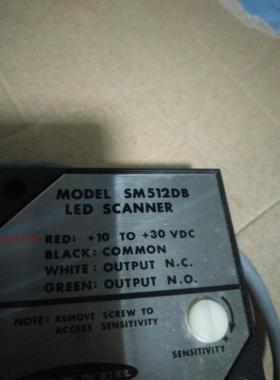 MODEL SM512DB
LED SCANNER
RED: +10 TO +30 VDC
BLACK: COMMON
WHITE: OUTPUT N.C.
GREEN: OUTPUT N.O.
NOTE: REMOVE SCREW TO
ACCESS SENSITIVITY
SENSITIVITY